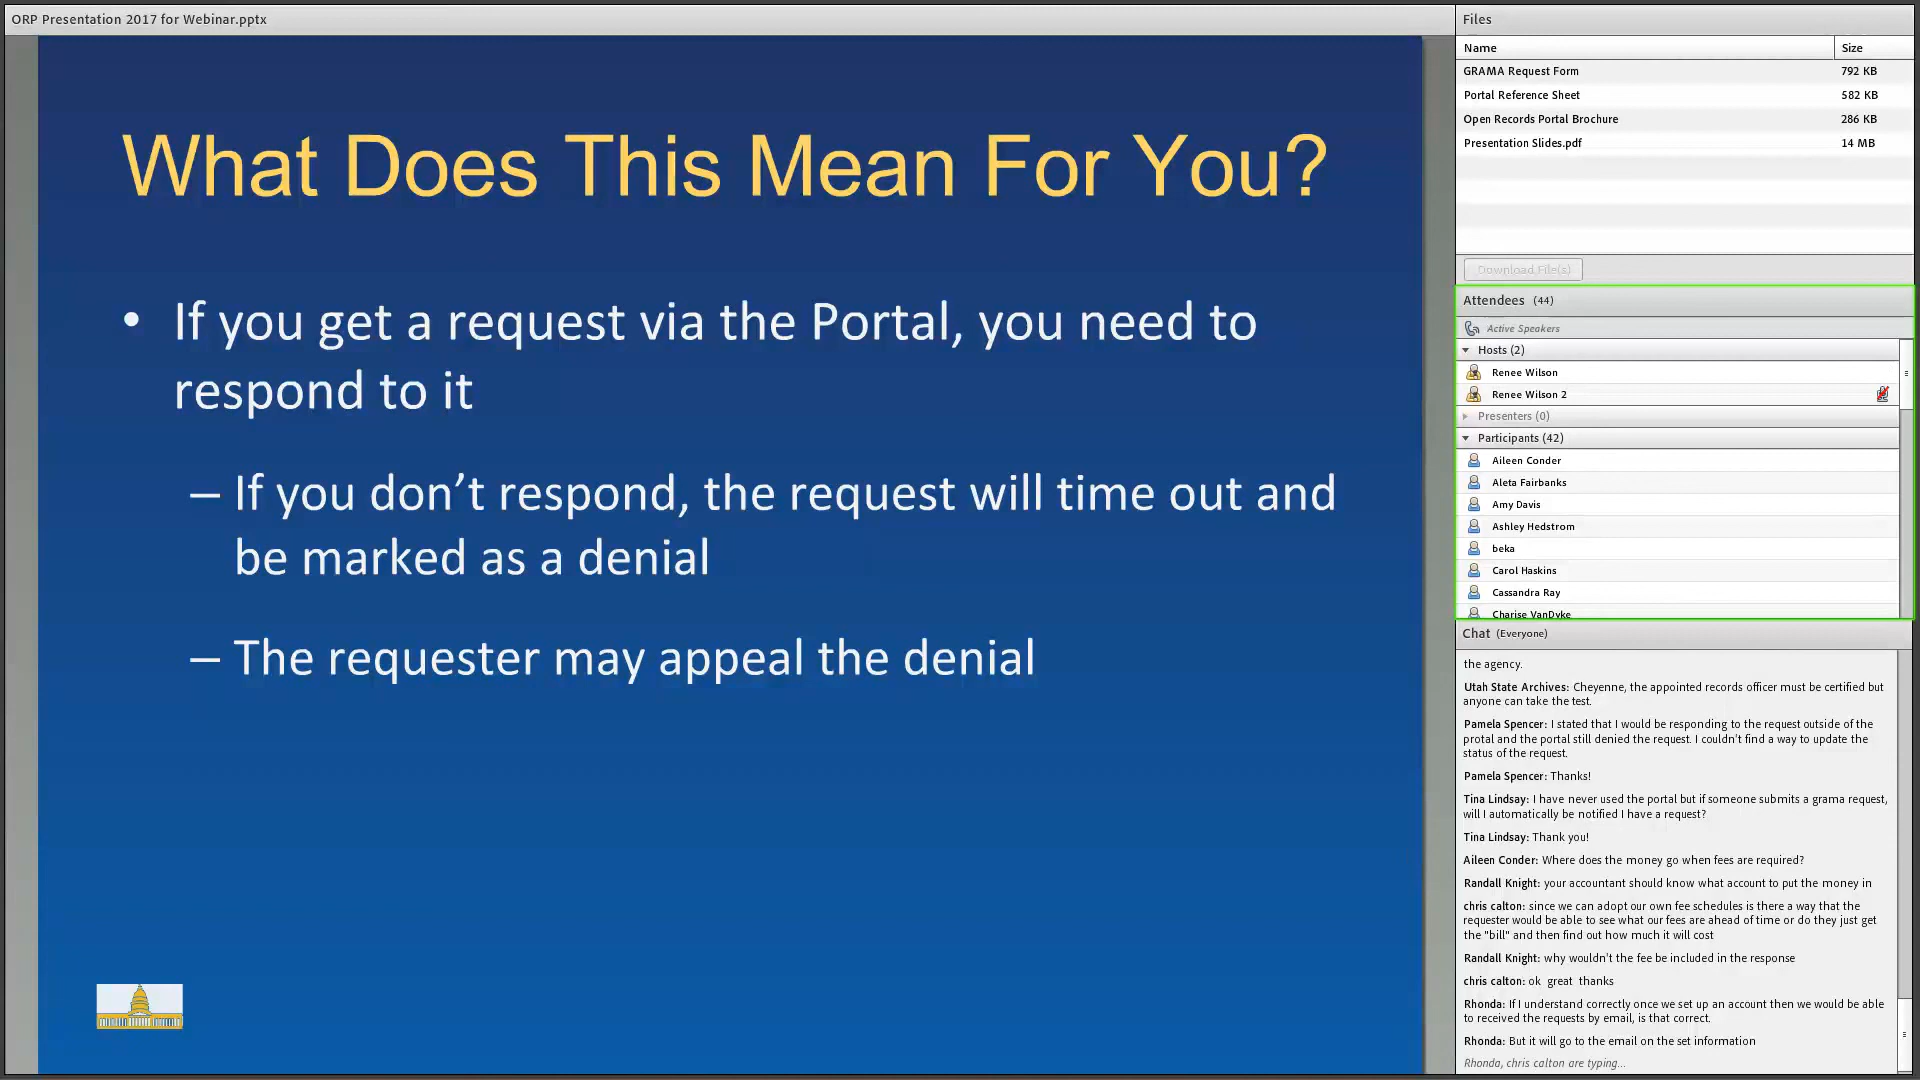 ORP Presentation 2017 for Webinar.pptx
What Does This Mean For You?
• If you get a request via the Portal, you need to
respond to it
– If you don’t respond, the request will time out and
be marked as a denial
– The requester may appeal the denial
Files
Name Size
GRAMA Request Form 792 KB
Portal Reference Sheet 582 KB
Open Records Portal Brochure 286 KB
Presentation Slides.pdf 14 MB
Download File(s)
Attendees (44)
Active Speakers
Hosts (2)
Renee Wilson
Renee Wilson 2
Presenters (0)
Participants (42)
Aileen Conder
Aleta Fairbanks
Amy Davis
Ashley Hedstrom
beka
Carol Haskins
Cassandra Ray
Charise VanDyke
Chat (Everyone)
the agency.
Utah State Archives: Cheyenne, the appointed records officer must be certified but
anyone can take the test.
Pamela Spencer: I stated that I would be responding to the request outside of the
protal and the portal still denied the request. I couldn't find a way to update the
status of the request.
Pamela Spencer: Thanks!
Tina Lindsay: I have never used the portal but if someone submits a grama request,
will I automatically be notified I have a request?
Tina Lindsay: Thank you!
Aileen Conder: Where does the money go when fees are required?
Randall Knight: your accountant should know what account to put the money in
chris calton: since we can adopt our own fee schedules is there a way that the
requester would be able to see what our fees are ahead of time or do they just get
the "bill" and then find out how much it will cost
Randall Knight: why wouldn't the fee be included in the response
chris calton: ok great thanks
Rhonda: If I understand correctly once we set up an account then we would be able
to received the requests by email, is that correct.
Rhonda: But it will go to the email on the set information
Rhonda, chris calton are typing...